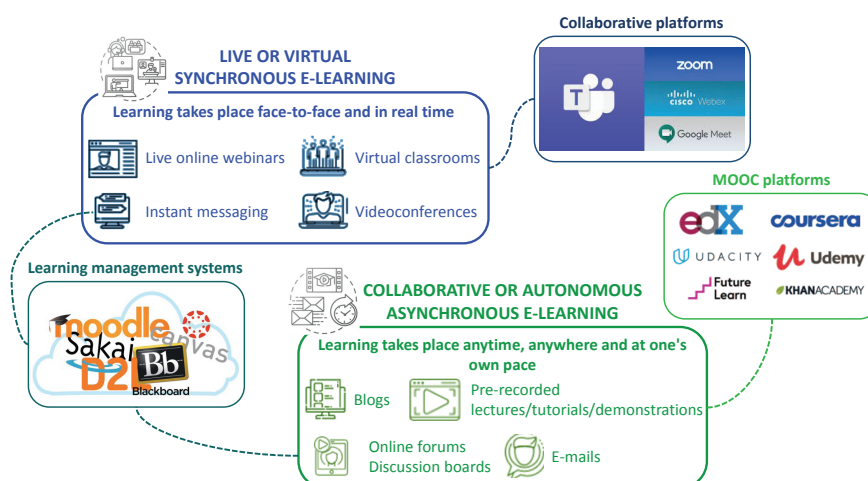 LIVE OR VIRTUAL
SYNCHRONOUS E-LEARNING
Learning takes place face-to-face and in real time
Live online webinars
Virtual classrooms
Instant messaging
Videoconferences
Collaborative platforms
T
zoom
CISCO Webex
Google Meet
MOOC platforms
edX
coursera
UDACITY
Udemy
Future
Learn
KHANACADEMY
Learning management systems
moodle
canvas
Sakai
D2L
Bb
Blackboard
COLLABORATIVE OR AUTONOMOUS
ASYNCHRONOUS E-LEARNING
Learning takes place anytime, anywhere and at one's
own pace
Blogs
Pre-recorded
lectures/tutorials/demonstrations
Online forums
Discussion boards
E-mails